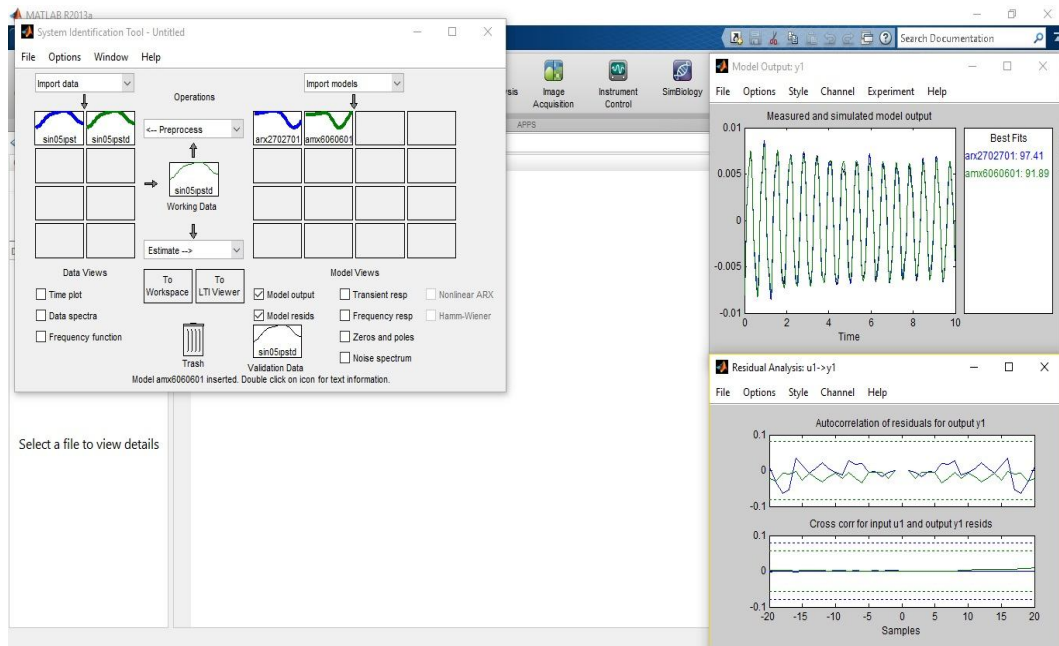 MATLAB R2013a
Search Documentation
System Identification Tool - Untitled
File Options Window Help
Import data
Operations
Import models
sin05ipst
sin05ipstd
<-- Preprocess
arx2702701
amx6060601
sin05ipstd
Working Data
Estimate -->
Data Views
To Workspace
To LTI Viewer
Model Views
Time plot
Data spectra
Frequency function
Model output
Model resids
Transient resp
Frequency resp
Zeros and poles
Noise spectrum
Nonlinear ARX
Hamm-Wiener
Trash
sin05ipstd
Validation Data
Model amx6060601 inserted. Double click on icon for text information.
Image Acquisition
Instrument Control
SimBiology
APPS
Select a file to view details
Model Output: y1
File Options Style Channel Experiment Help
Measured and simulated model output
0.01
0.005
0
-0.005
-0.01
0 2 4 6 8 10
Time
Best Fits
arx2702701: 97.41
amx6060601: 91.89
Residual Analysis: u1->y1
File Options Style Channel Help
Autocorrelation of residuals for output y1
0.1
0
-0.1
Cross corr for input u1 and output y1 resids
0.1
0
-0.1
-20 -15 -10 -5 0 5 10 15 20
Samples